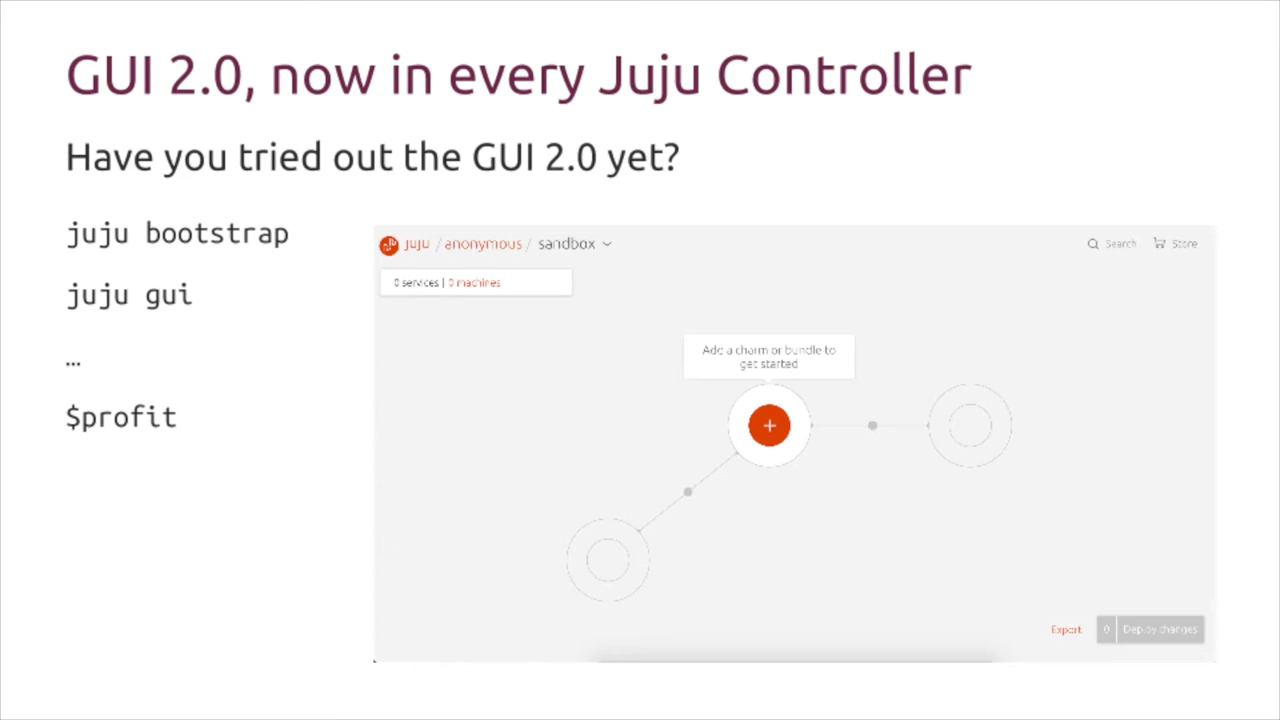 GUI 2.0, now in every Juju Controller
Have you tried out the GUI 2.0 yet?
juju bootstrap
juju gui
…
$profit
juju / anonymous / sandbox
Search
Store
0 services | 0 machines
Add a charm or bundle to
get started
+
Export
0
Deploy changes